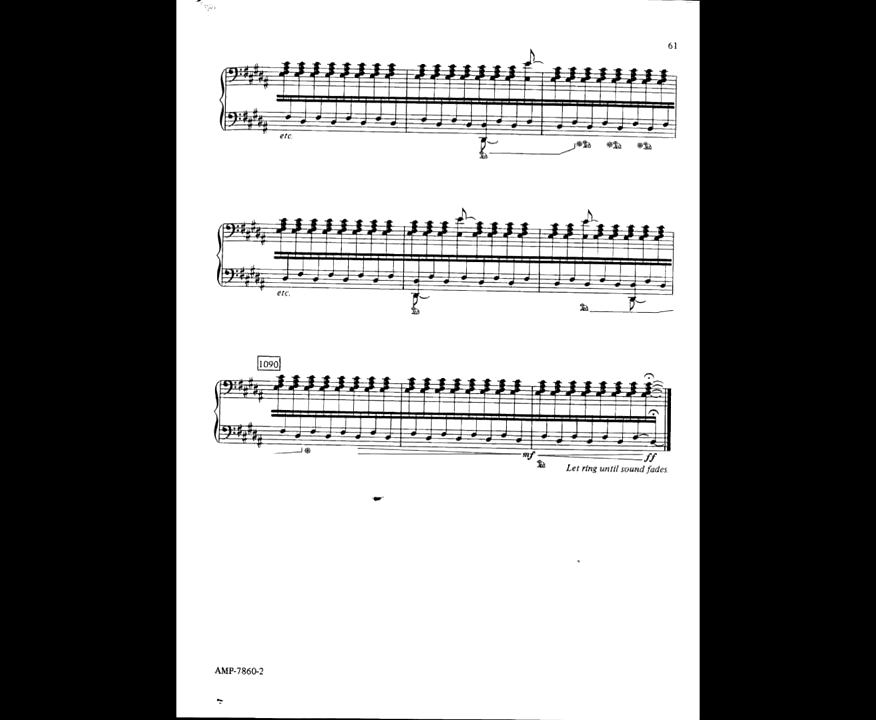 61
etc.
etc.
1090
mf
ff
Let ring until sound fades.
AMP-7860-2